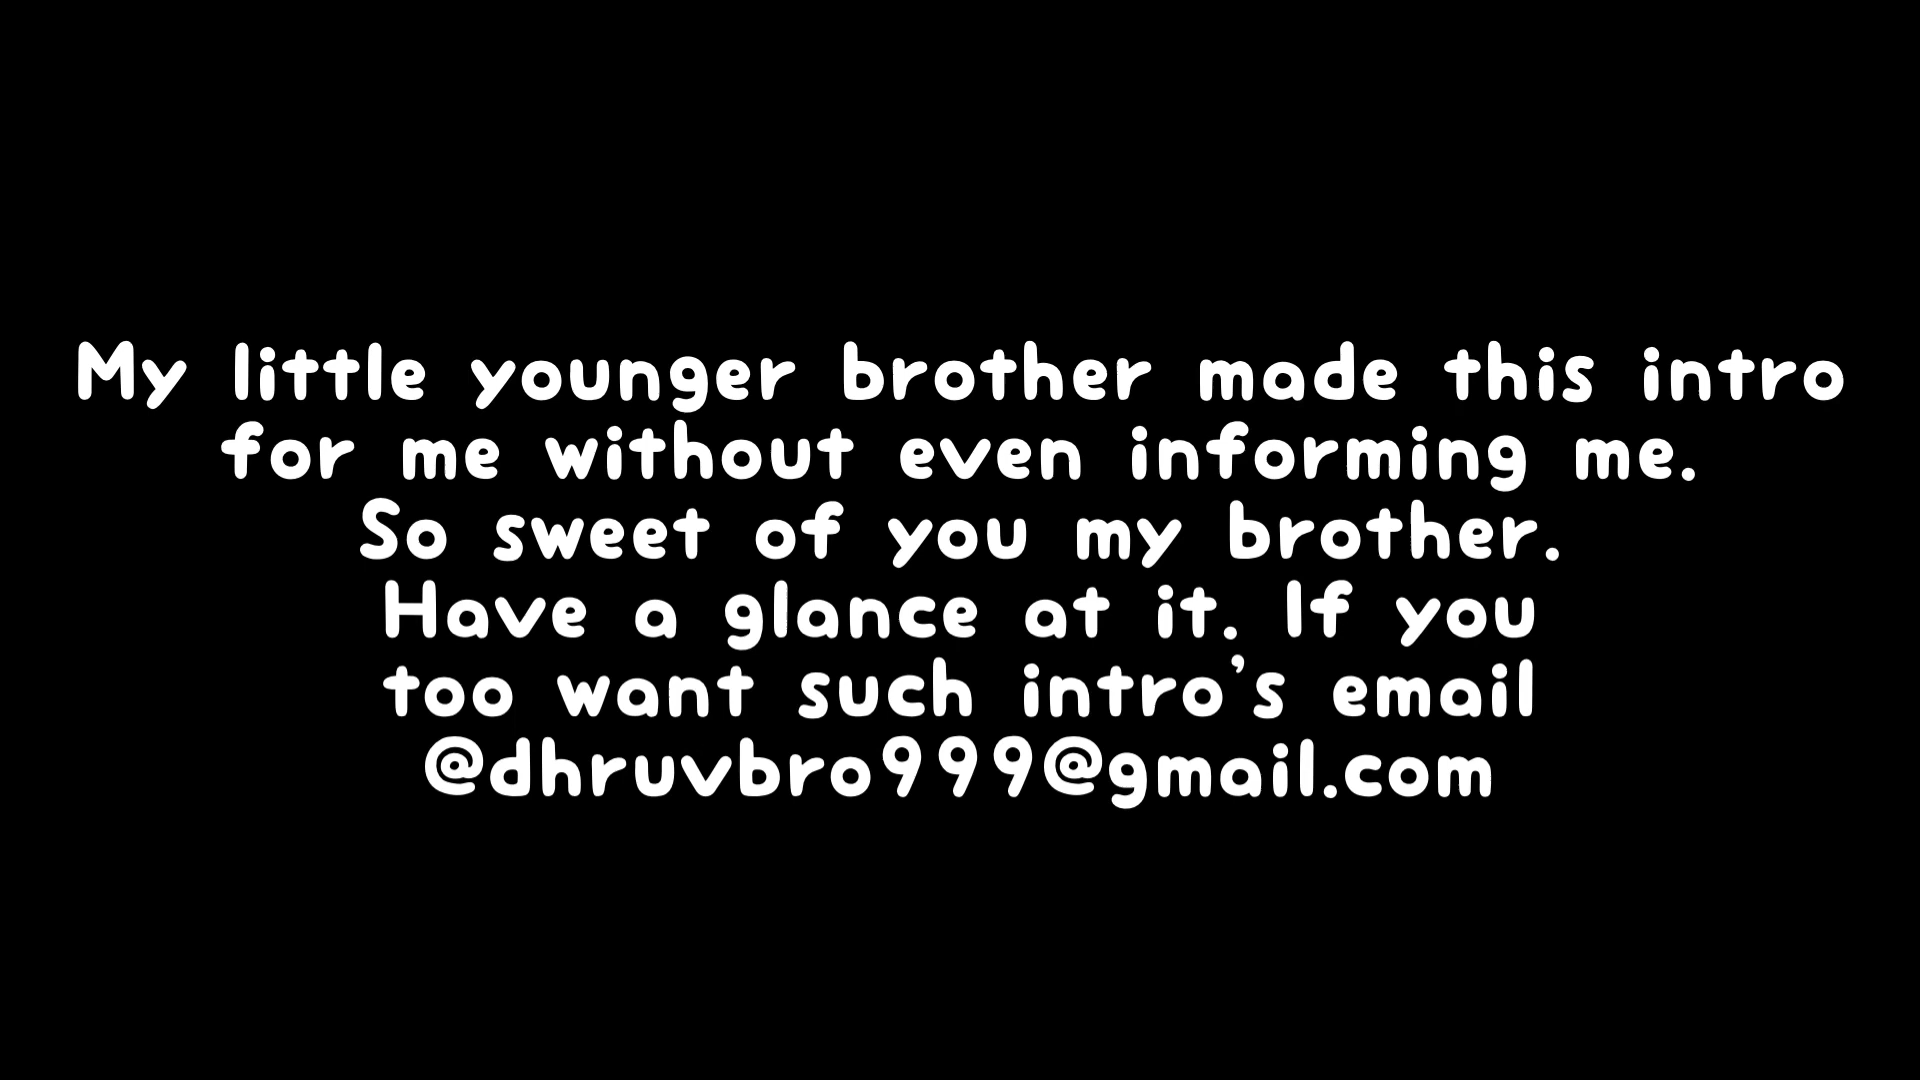 My little younger brother made this intro
for me without even informing me.
So sweet of you my brother.
Have a glance at it. If you
too want such intro's email
@dhruvbro999@gmail.com